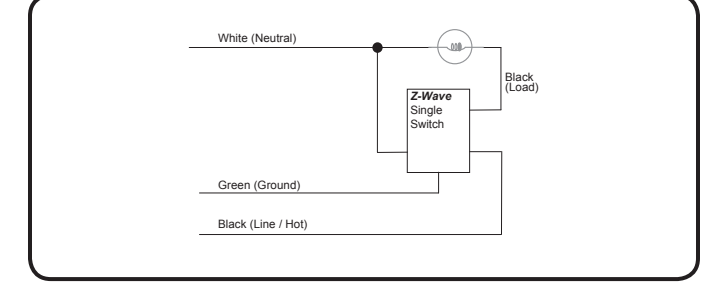 White (Neutral)
Black
(Load)
Z-Wave
Single
Switch
Green (Ground)
Black (Line / Hot)